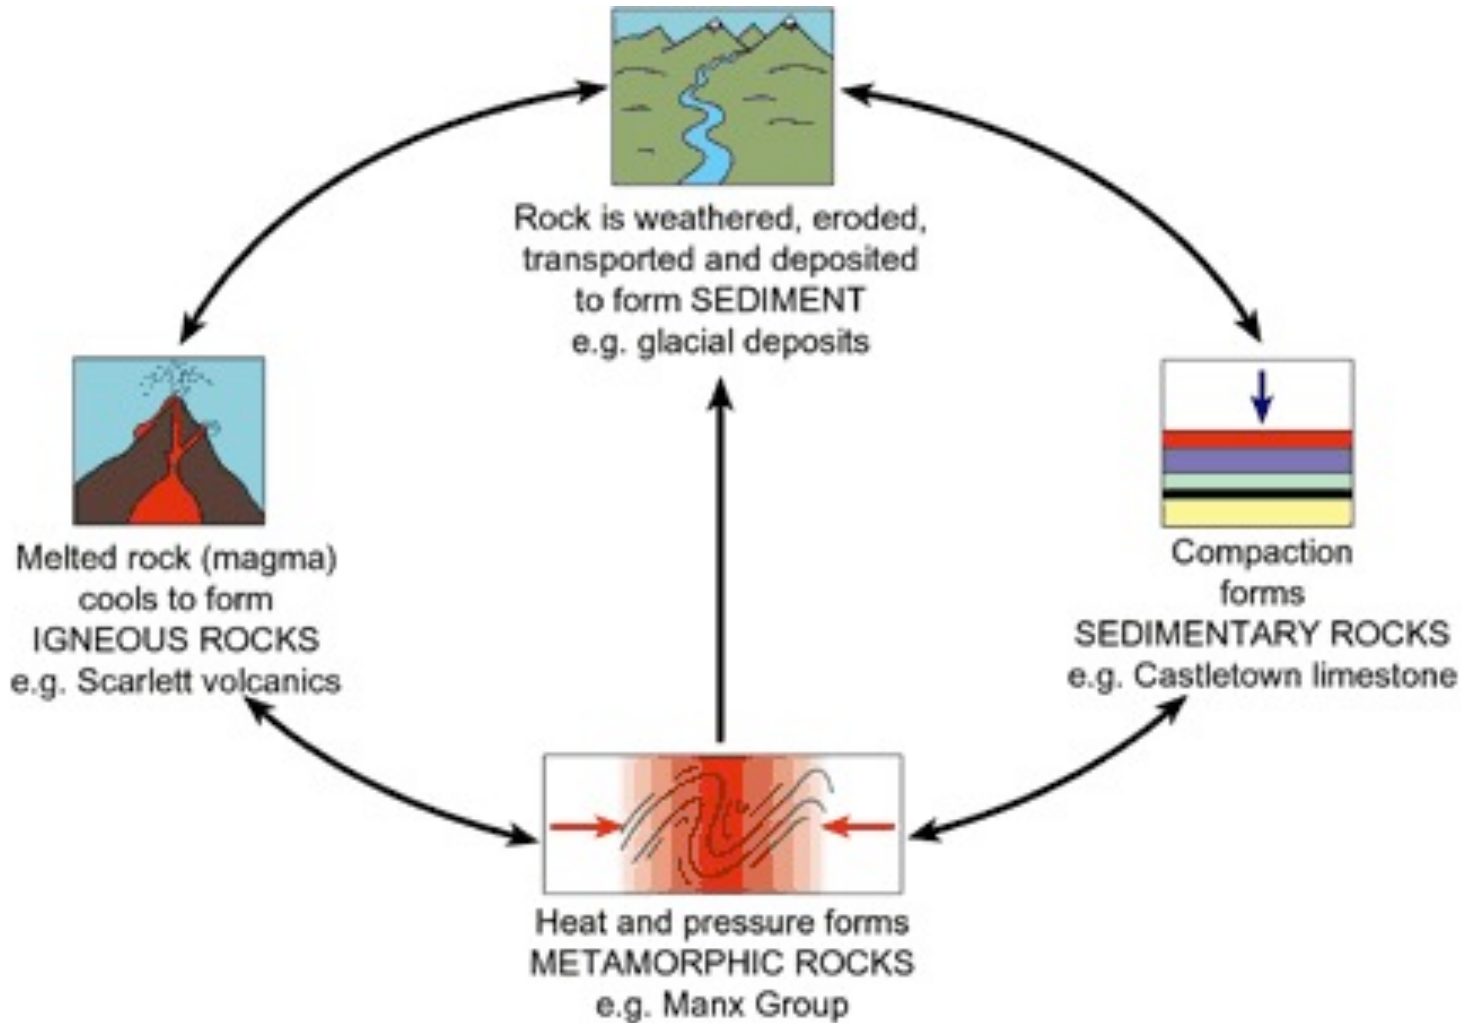 Rock is weathered, eroded,
transported and deposited
to form SEDIMENT
e.g. glacial deposits
Melted rock (magma)
cools to form
IGNEOUS ROCKS
e.g. Scarlett volcanics
Compaction
forms
SEDIMENTARY ROCKS
e.g. Castletown limestone
Heat and pressure forms
METAMORPHIC ROCKS
e.g. Manx Group